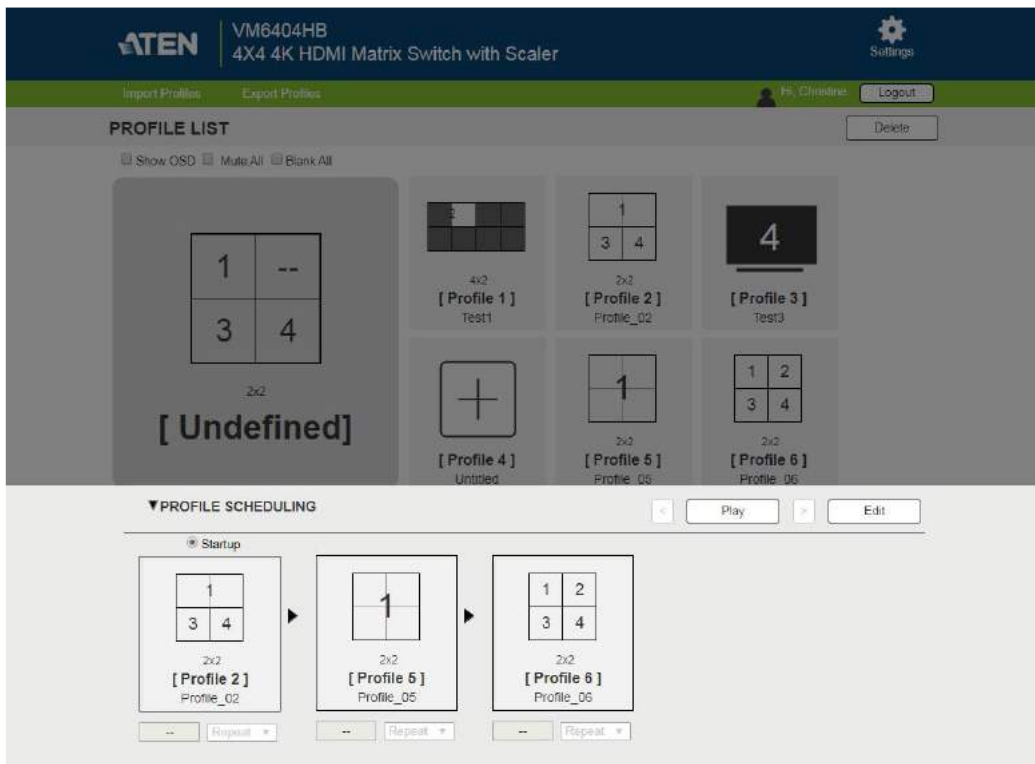 ATEN
VM6404HB
4X4 4K HDMI Matrix Switch with Scaler
Settings
Import Profiles Export Profiles
Hi, Christine. Logout
PROFILE LIST
Delete
Show OSD Mute All Blank All
1 --
3 4
2x2
[ Undefined]
2
4x2
[ Profile 1 ]
Test1
1
3 4
2x2
[ Profile 2 ]
Profile_02
4
[ Profile 3 ]
Test3
[ Profile 4 ]
Untitled
1
2x2
[ Profile 5 ]
Profile_05
1 2
3 4
2x2
[ Profile 6 ]
Profile_06
▼PROFILE SCHEDULING
< Play > Edit
Startup
1
3 4
2x2
[ Profile 2 ]
Profile_02
-- Repeat
1
2x2
[ Profile 5 ]
Profile_05
-- Repeat
1 2
3 4
2x2
[ Profile 6 ]
Profile_06
-- Repeat